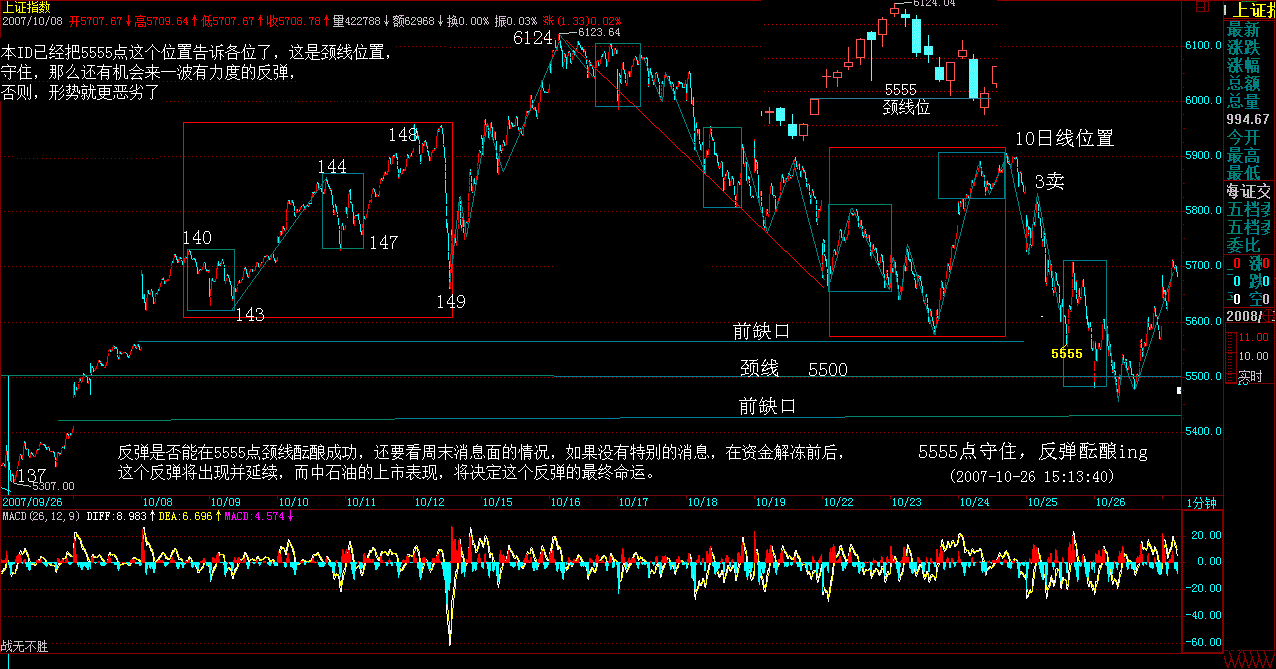 上证指数
2007/10/08 开5707.87↓高5709.64↑低5707.87↑收5708.78↑量422788↓额62968↓换0.00% 振0.03% 涨(1.33)0.02%
本ID已经把5555点这个位置告诉各位了，这是颈线位置，
守住，那么还有机会来一波有力度的反弹，
否则，形势就更恶劣了
6124
6123.64
6124.04
5555
颈线位
10日线位置
3卖
148
144
140
147
143
149
137
5307.00
前缺口
5555
颈线 5500
前缺口
反弹是否能在5555点颈线酝酿成功，还要看周末消息面的情况，如果没有特别的消息，在资金解冻前后，
这个反弹将出现并延续，而中石油的上市表现，将决定这个反弹的最终命运。
5555点守住，反弹酝酿ing
(2007-10-26 15:13:40)
6100.0
6000.0
5900.0
5800.0
5700.0
5600.0
5500.0
5400.0
2007/09/26 10/08 10/09 10/10 10/11 10/12 10/15 10/16 10/17 10/18 10/19 10/22 10/23 10/24 10/25 10/26 1分钟
MACD(26,12,9) DIFF:8.983↑DEA:6.696↑MACD:4.574↓
20.00
0.00
-20.00
-40.00
-60.00
战无不胜
上证指
最新
涨跌
涨幅
总额
总量
994.67
今开
最高
最低
海证交
五档
五档
委比
0 涨0
0 跌0
0 空0
2008/
11.00
10.00
实时